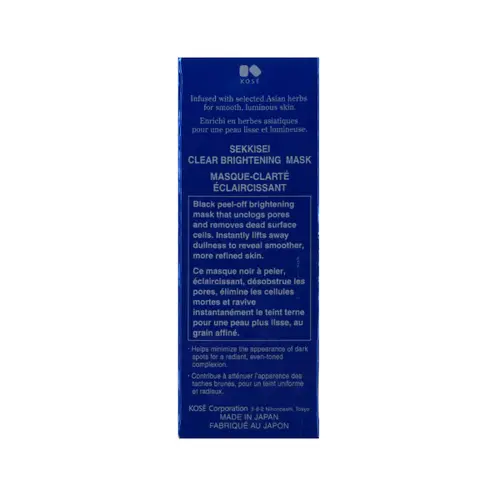 KOSÉ
Infused with selected Asian herbs
for smooth, luminous skin.
Enrichi en herbes asiatiques
pour une peau lisse et lumineuse.
SEKKISEI
CLEAR BRIGHTENING MASK
MASQUE-CLARTÉ
ÉCLAIRCISSANT
Black peel-off brightening
mask that unclogs pores
and removes dead surface
cells. Instantly lifts away
dullness to reveal smoother,
more refined skin.
Ce masque noir à peler,
éclaircissant, désobstrue les
pores, élimine les cellules
mortes et ravive
instantanément le teint terne
pour une peau plus lisse, au
grain affiné.
• Helps minimize the appearance of dark
spots for a radiant, even-toned
complexion.
• Contribue à atténuer l'apparence des
taches brunes, pour un teint uniforme
et radieux.
KOSÉ Corporation 3-6-2 Nihonbashi, Tokyo
MADE IN JAPAN
FABRIQUÉ AU JAPON